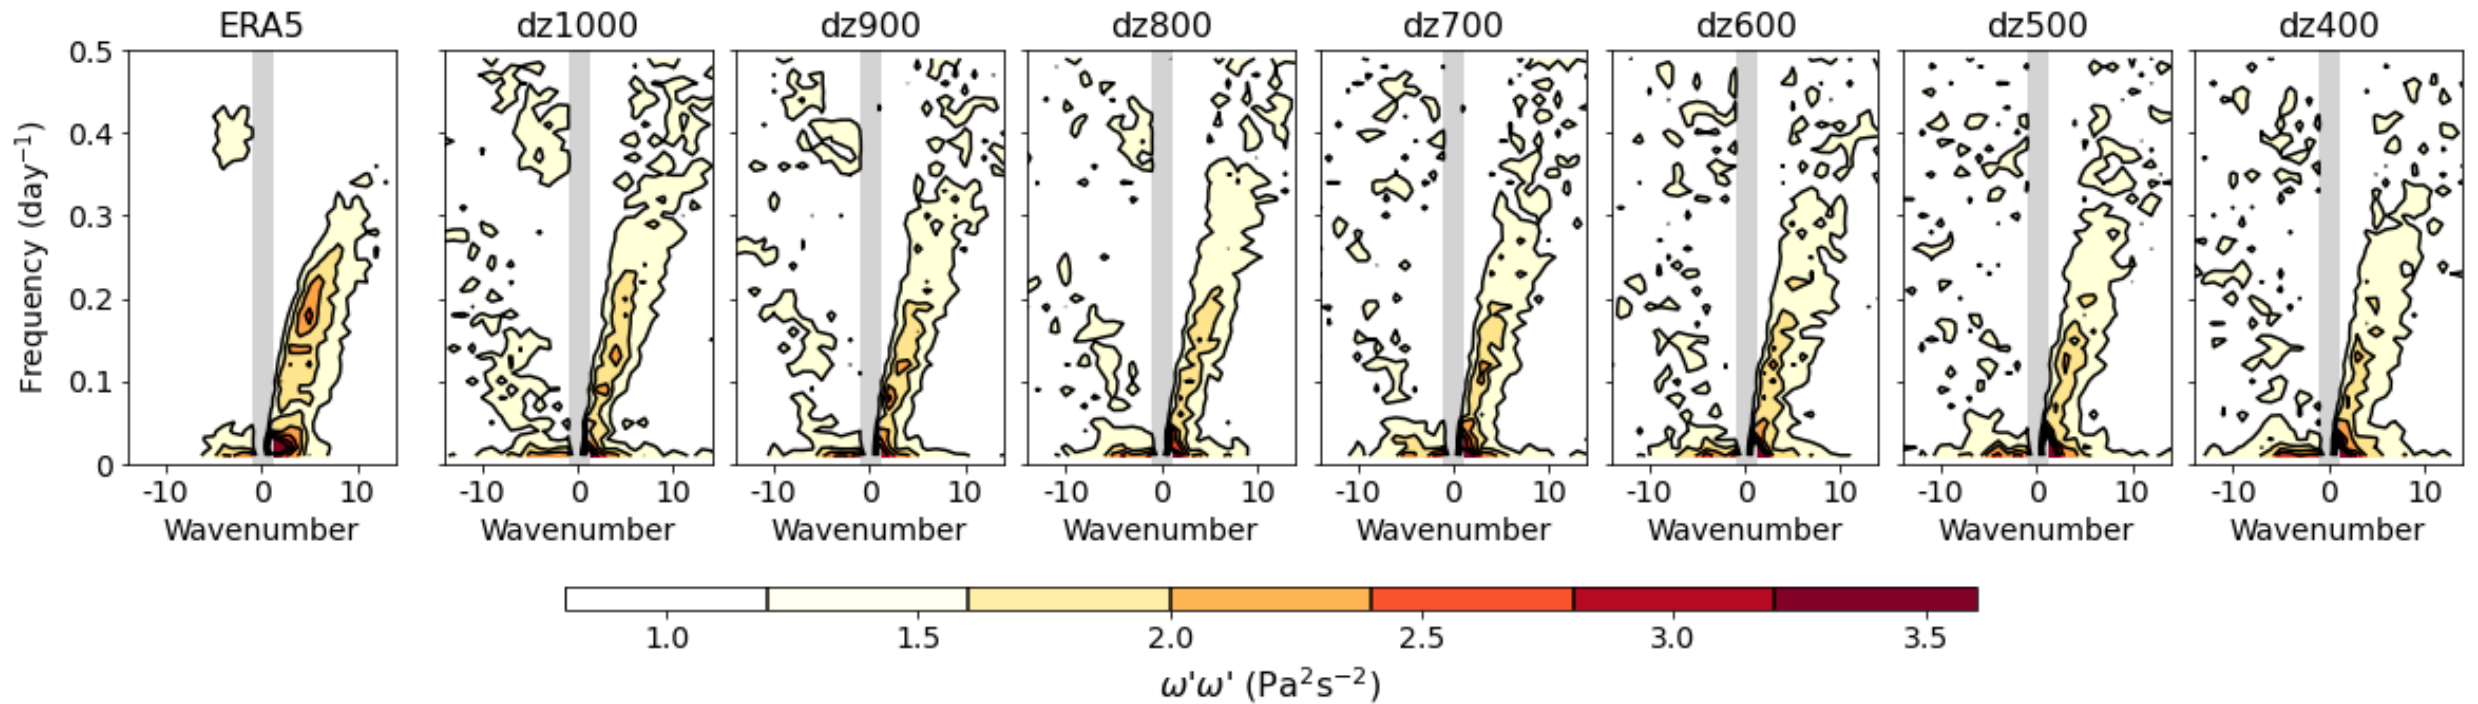 ERA5 dz1000 dz900 dz800 dz700 dz600 dz500 dz400
0.5
0.4
0.3
0.2
0.1
0
Frequency (day⁻¹)
-10 0 10 -10 0 10 -10 0 10 -10 0 10 -10 0 10 -10 0 10 -10 0 10 -10 0 10
Wavenumber Wavenumber Wavenumber Wavenumber Wavenumber Wavenumber Wavenumber Wavenumber
1.0 1.5 2.0 2.5 3.0 3.5
ω'ω' (Pa²s⁻²)